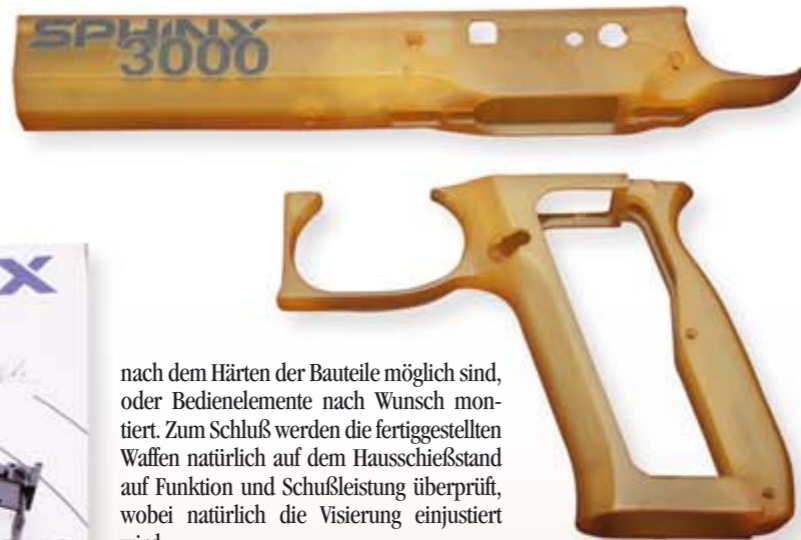 SPHINX
3000
X
nach dem Härten der Bauteile möglich sind,
oder Bedienelemente nach Wunsch mon-
tiert. Zum Schluß werden die fertiggestellten
Waffen natürlich auf dem Hausschießstand
auf Funktion und Schußleistung überprüft,
wobei natürlich die Visierung einjustiert